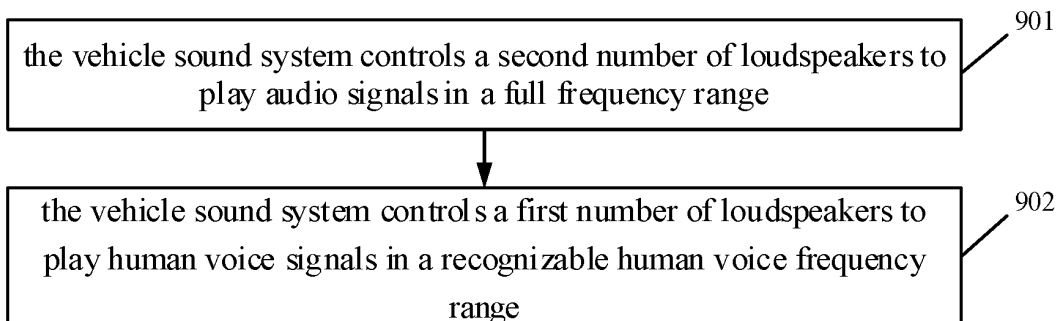 901
the vehicle sound system controls a second number of loudspeakers to
play audio signals in a full frequency range
902
the vehicle sound system controls a first number of loudspeakers to
play human voice signals in a recognizable human voice frequency
range